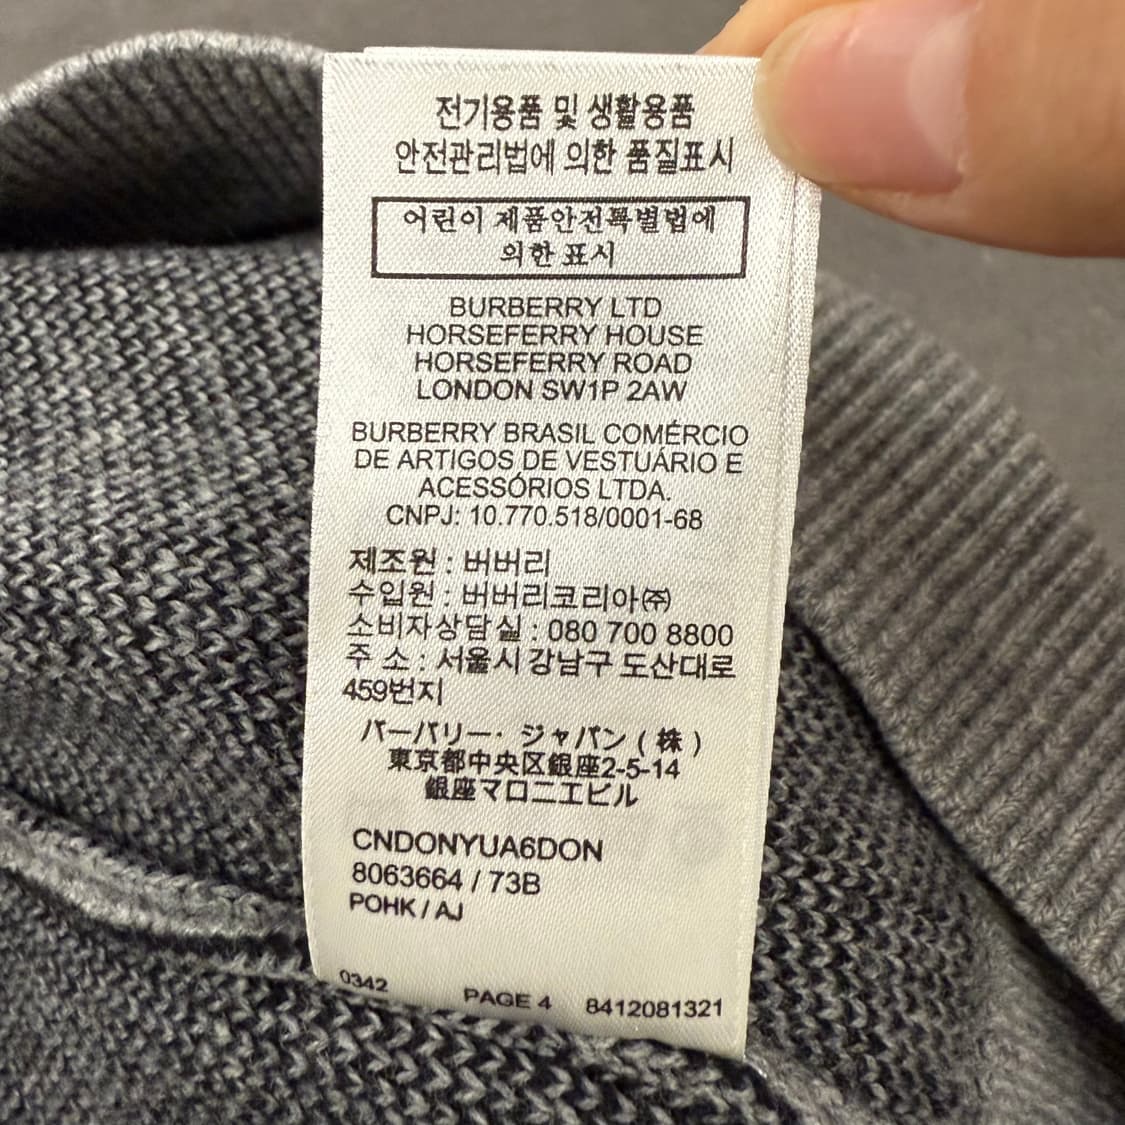 전기용품 및 생활용품
안전관리법에 의한 품질표시
어린이 제품안전특별법에
의한 표시
BURBERRY LTD
HORSEFERRY HOUSE
HORSEFERRY ROAD
LONDON SW1P 2AW
BURBERRY BRASIL COMÉRCIO
DE ARTIGOS DE VESTUÁRIO E
ACESSÓRIOS LTDA.
CNPJ: 10.770.518/0001-68
제조원 : 버버리
수입원 : 버버리코리아㈜
소비자상담실 : 080 700 8800
주 소 : 서울시 강남구 도산대로
459번지
バーバリー・ジャパン (株)
東京都中央区銀座2-5-14
銀座マロニエビル
CNDONYUA6DON
8063664 / 73B
POHK / AJ
0342 PAGE 4 8412081321